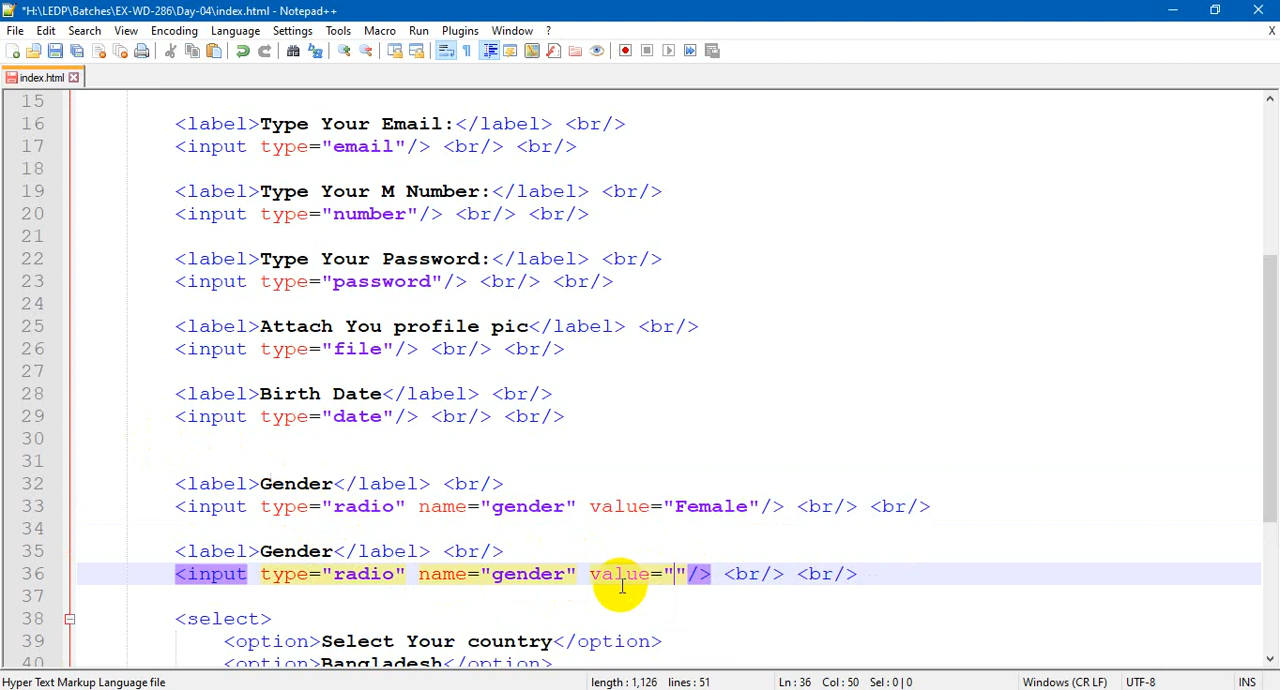 *H:\LEDP\Batches\EX-WD-286\Day-04\index.html - Notepad++
File Edit Search View Encoding Language Settings Tools Macro Run Plugins Window ? X
index.html
15
16 <label>Type Your Email:</label> <br/>
17 <input type="email"/> <br/> <br/>
18
19 <label>Type Your M Number:</label> <br/>
20 <input type="number"/> <br/> <br/>
21
22 <label>Type Your Password:</label> <br/>
23 <input type="password"/> <br/> <br/>
24
25 <label>Attach You profile pic</label> <br/>
26 <input type="file"/> <br/> <br/>
27
28 <label>Birth Date</label> <br/>
29 <input type="date"/> <br/> <br/>
30
31
32 <label>Gender</label> <br/>
33 <input type="radio" name="gender" value="Female"/> <br/> <br/>
34
35 <label>Gender</label> <br/>
36 <input type="radio" name="gender" value=""/> <br/> <br/>
37
38 <select>
39 <option>Select Your country</option>
40 <option>Bangladesh</option>
Hyper Text Markup Language file length : 1,126 lines : 51 Ln : 36 Col : 50 Sel : 0 | 0 Windows (CR LF) UTF-8 INS